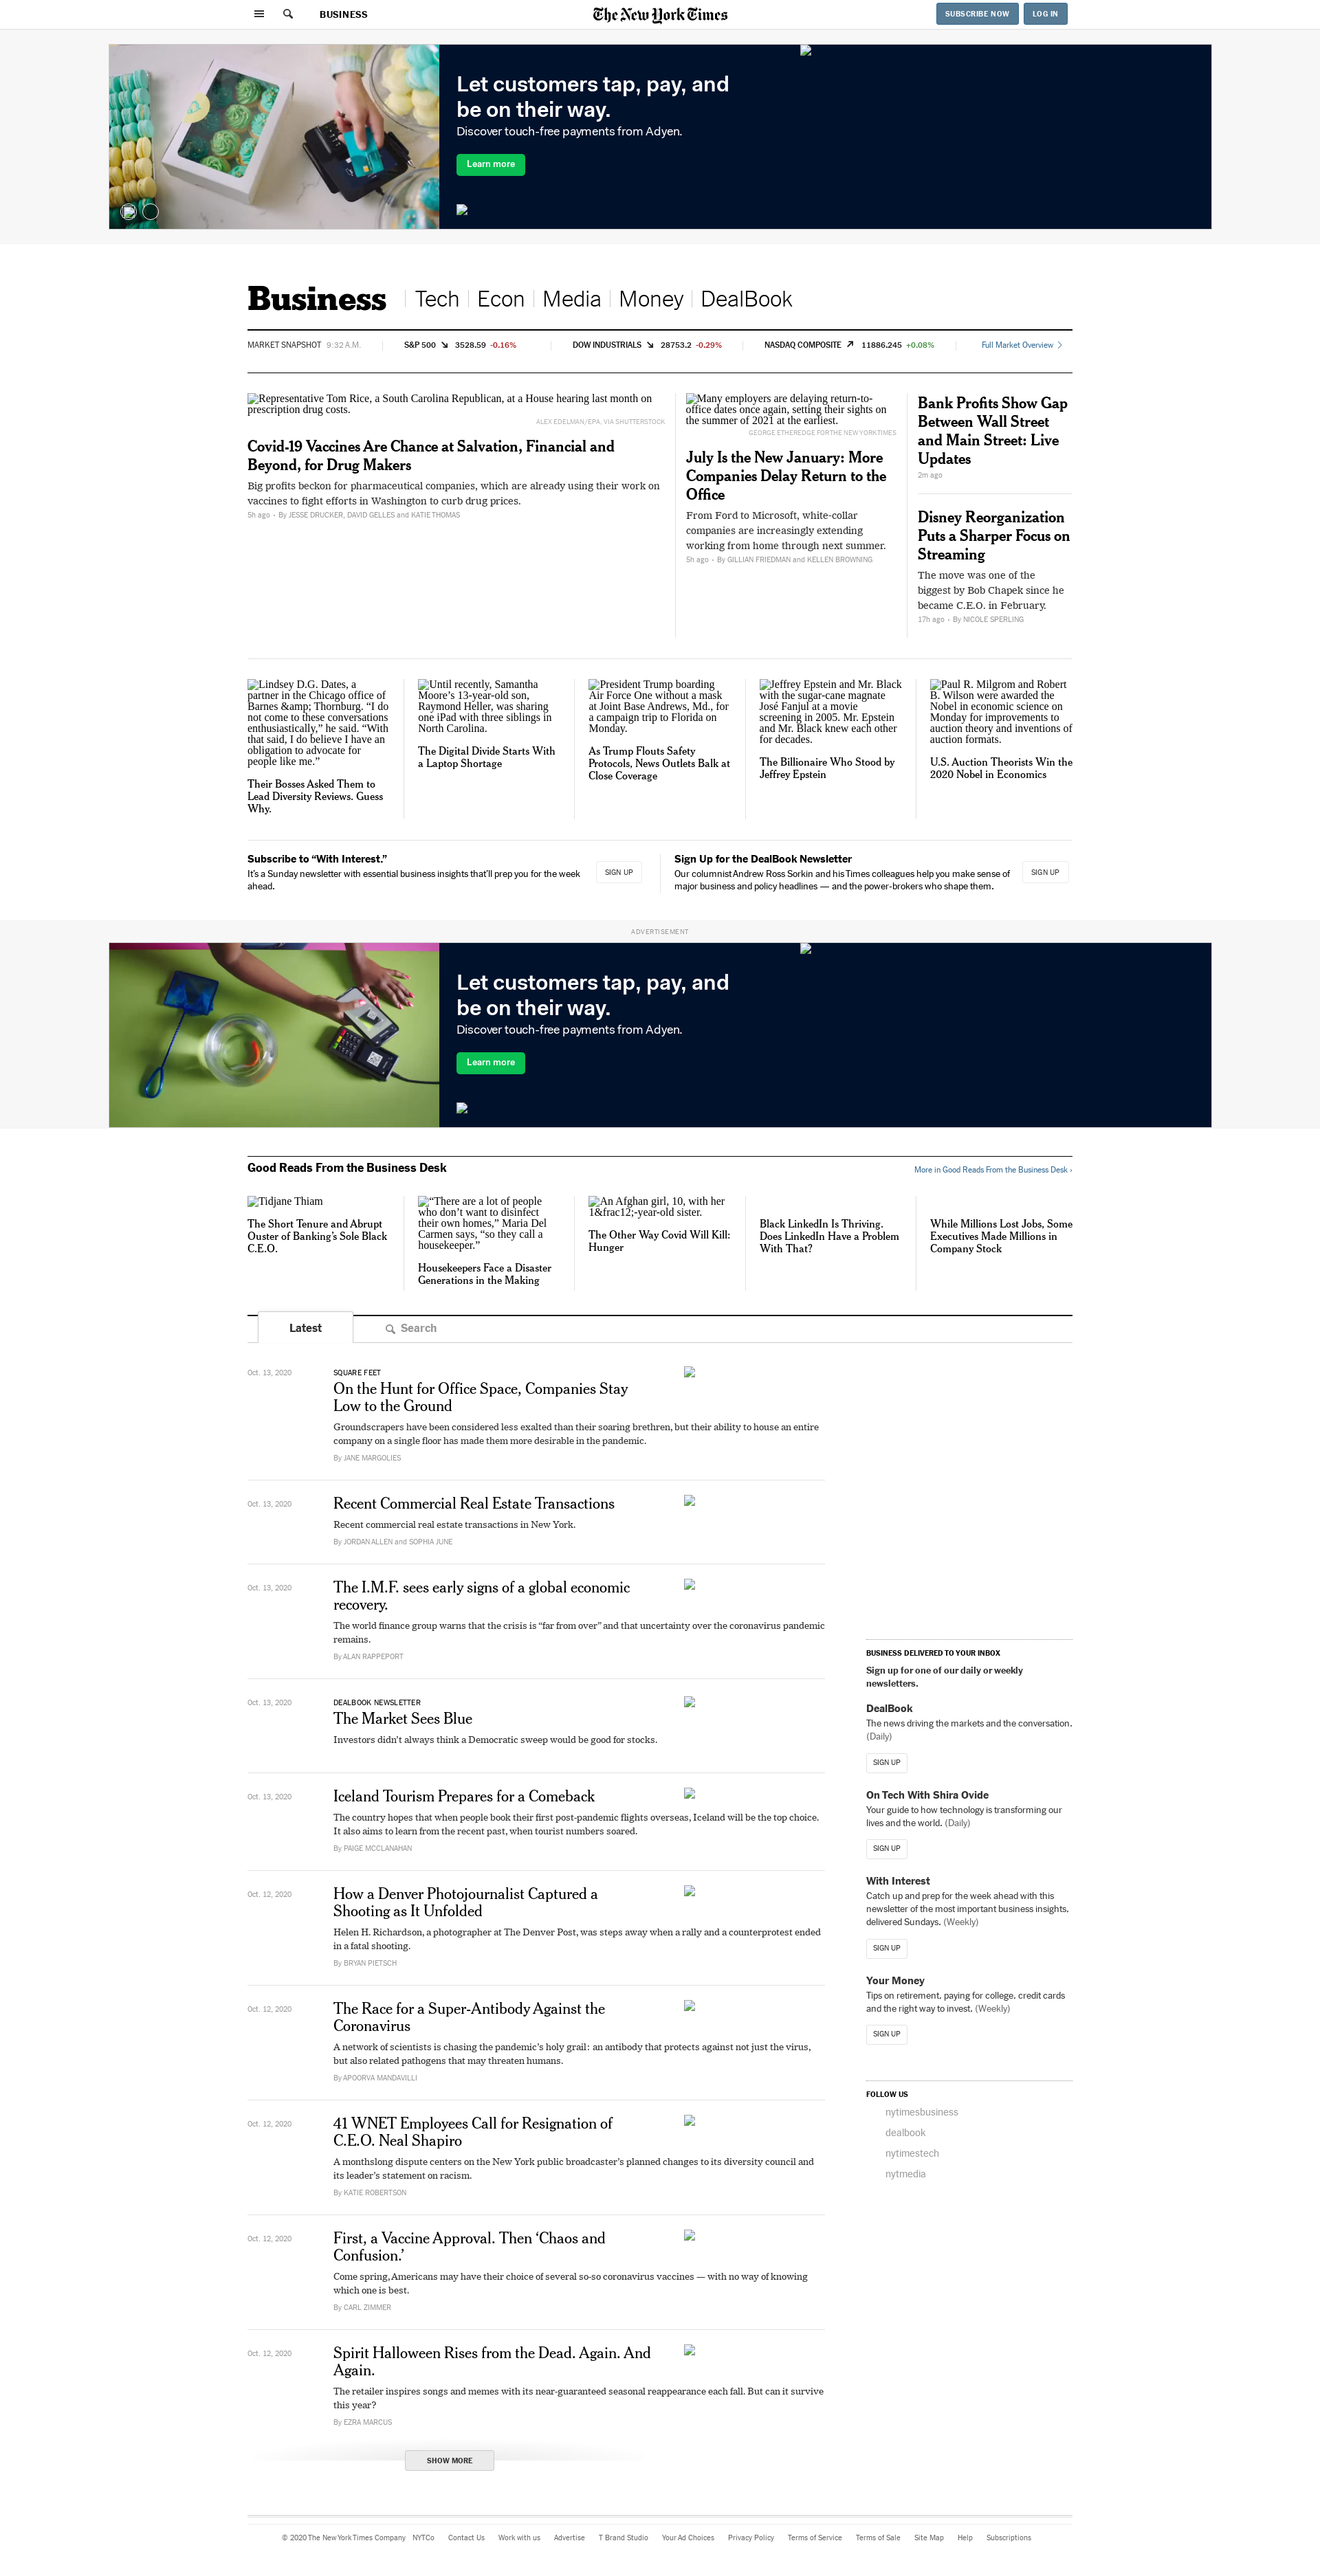 BUSINESS
The New York Times
SUBSCRIBE NOW
LOG IN
Let customers tap, pay, and
be on their way.
Discover touch-free payments from Adyen.
Learn more
Business
Tech
Econ
Media
Money
DealBook
MARKET SNAPSHOT 9:32 A.M.
S&P 500 3528.59 -0.16%
DOW INDUSTRIALS 28753.2 -0.29%
NASDAQ COMPOSITE 11886.245 +0.08%
Full Market Overview
Representative Tom Rice, a South Carolina Republican, at a House hearing last month on
prescription drug costs.
ALEX EDELMAN/EPA, VIA SHUTTERSTOCK
Covid-19 Vaccines Are Chance at Salvation, Financial and
Beyond, for Drug Makers
Big profits beckon for pharmaceutical companies, which are already using their work on
vaccines to fight efforts in Washington to curb drug prices.
5h ago • By JESSE DRUCKER, DAVID GELLES and KATIE THOMAS
Many employers are delaying return-to-
office dates once again, setting their sights on
the summer of 2021 at the earliest.
GEORGE ETHEREDGE FOR THE NEW YORK TIMES
July Is the New January: More
Companies Delay Return to the
Office
From Ford to Microsoft, white-collar
companies are increasingly extending
working from home through next summer.
5h ago • By GILLIAN FRIEDMAN and KELLEN BROWNING
Bank Profits Show Gap
Between Wall Street
and Main Street: Live
Updates
2m ago
Disney Reorganization
Puts a Sharper Focus on
Streaming
The move was one of the
biggest by Bob Chapek since he
became C.E.O. in February.
17h ago • By NICOLE SPERLING
Lindsey D.G. Dates, a
partner in the Chicago office of
Barnes &amp; Thornburg. “I do
not come to these conversations
enthusiastically,” he said. “With
that said, I do believe I have an
obligation to advocate for
people like me.”
Their Bosses Asked Them to
Lead Diversity Reviews. Guess
Why.
Until recently, Samantha
Moore’s 13-year-old son,
Raymond Heller, was sharing
one iPad with three siblings in
North Carolina.
The Digital Divide Starts With
a Laptop Shortage
President Trump boarding
Air Force One without a mask
at Joint Base Andrews, Md., for
a campaign trip to Florida on
Monday.
As Trump Flouts Safety
Protocols, News Outlets Balk at
Close Coverage
Jeffrey Epstein and Mr. Black
with the sugar-cane magnate
José Fanjul at a movie
screening in 2005. Mr. Epstein
and Mr. Black knew each other
for decades.
The Billionaire Who Stood by
Jeffrey Epstein
Paul R. Milgrom and Robert
B. Wilson were awarded the
Nobel in economic science on
Monday for improvements to
auction theory and inventions of
auction formats.
U.S. Auction Theorists Win the
2020 Nobel in Economics
Subscribe to “With Interest.”
It’s a Sunday newsletter with essential business insights that’ll prep you for the week
ahead.
SIGN UP
Sign Up for the DealBook Newsletter
Our columnist Andrew Ross Sorkin and his Times colleagues help you make sense of
major business and policy headlines — and the power-brokers who shape them.
SIGN UP
ADVERTISEMENT
Let customers tap, pay, and
be on their way.
Discover touch-free payments from Adyen.
Learn more
Good Reads From the Business Desk
More in Good Reads From the Business Desk ›
Tidjane Thiam
The Short Tenure and Abrupt
Ouster of Banking’s Sole Black
C.E.O.
“There are a lot of people
who don’t want to disinfect
their own homes,” Maria Del
Carmen says, “so they call a
housekeeper.”
Housekeepers Face a Disaster
Generations in the Making
An Afghan girl, 10, with her
1&frac12;-year-old sister.
The Other Way Covid Will Kill:
Hunger
Black LinkedIn Is Thriving.
Does LinkedIn Have a Problem
With That?
While Millions Lost Jobs, Some
Executives Made Millions in
Company Stock
Latest
Search
Oct. 13, 2020
SQUARE FEET
On the Hunt for Office Space, Companies Stay
Low to the Ground
Groundscrapers have been considered less exalted than their soaring brethren, but their ability to house an entire
company on a single floor has made them more desirable in the pandemic.
By JANE MARGOLIES
Oct. 13, 2020
Recent Commercial Real Estate Transactions
Recent commercial real estate transactions in New York.
By JORDAN ALLEN and SOPHIA JUNE
Oct. 13, 2020
The I.M.F. sees early signs of a global economic
recovery.
The world finance group warns that the crisis is “far from over” and that uncertainty over the coronavirus pandemic
remains.
By ALAN RAPPEPORT
Oct. 13, 2020
DEALBOOK NEWSLETTER
The Market Sees Blue
Investors didn’t always think a Democratic sweep would be good for stocks.
Oct. 13, 2020
Iceland Tourism Prepares for a Comeback
The country hopes that when people book their first post-pandemic flights overseas, Iceland will be the top choice.
It also aims to learn from the recent past, when tourist numbers soared.
By PAIGE MCCLANAHAN
Oct. 12, 2020
How a Denver Photojournalist Captured a
Shooting as It Unfolded
Helen H. Richardson, a photographer at The Denver Post, was steps away when a rally and a counterprotest ended
in a fatal shooting.
By BRYAN PIETSCH
Oct. 12, 2020
The Race for a Super-Antibody Against the
Coronavirus
A network of scientists is chasing the pandemic’s holy grail: an antibody that protects against not just the virus,
but also related pathogens that may threaten humans.
By APOORVA MANDAVILLI
Oct. 12, 2020
41 WNET Employees Call for Resignation of
C.E.O. Neal Shapiro
A monthslong dispute centers on the New York public broadcaster’s planned changes to its diversity council and
its leader’s statement on racism.
By KATIE ROBERTSON
Oct. 12, 2020
First, a Vaccine Approval. Then ‘Chaos and
Confusion.’
Come spring, Americans may have their choice of several so-so coronavirus vaccines — with no way of knowing
which one is best.
By CARL ZIMMER
Oct. 12, 2020
Spirit Halloween Rises from the Dead. Again. And
Again.
The retailer inspires songs and memes with its near-guaranteed seasonal reappearance each fall. But can it survive
this year?
By EZRA MARCUS
SHOW MORE
BUSINESS DELIVERED TO YOUR INBOX
Sign up for one of our daily or weekly
newsletters.
DealBook
The news driving the markets and the conversation.
(Daily)
SIGN UP
On Tech With Shira Ovide
Your guide to how technology is transforming our
lives and the world. (Daily)
SIGN UP
With Interest
Catch up and prep for the week ahead with this
newsletter of the most important business insights,
delivered Sundays. (Weekly)
SIGN UP
Your Money
Tips on retirement, paying for college, credit cards
and the right way to invest. (Weekly)
SIGN UP
FOLLOW US
nytimesbusiness
dealbook
nytimestech
nytmedia
© 2020 The New York Times Company NYTCo Contact Us Work with us Advertise T Brand Studio Your Ad Choices Privacy Policy Terms of Service Terms of Sale Site Map Help Subscriptions